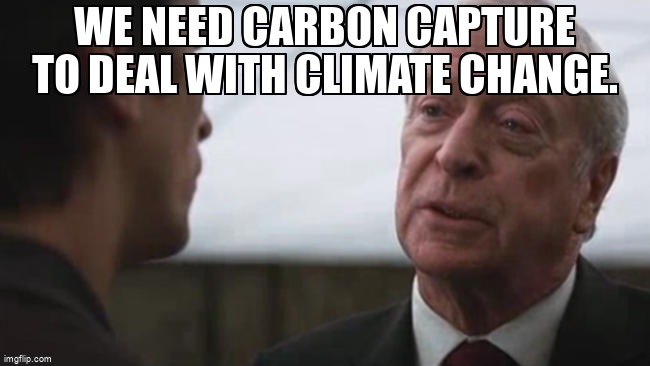 WE NEED CARBON CAPTURE
TO DEAL WITH CLIMATE CHANGE.
imgflip.com